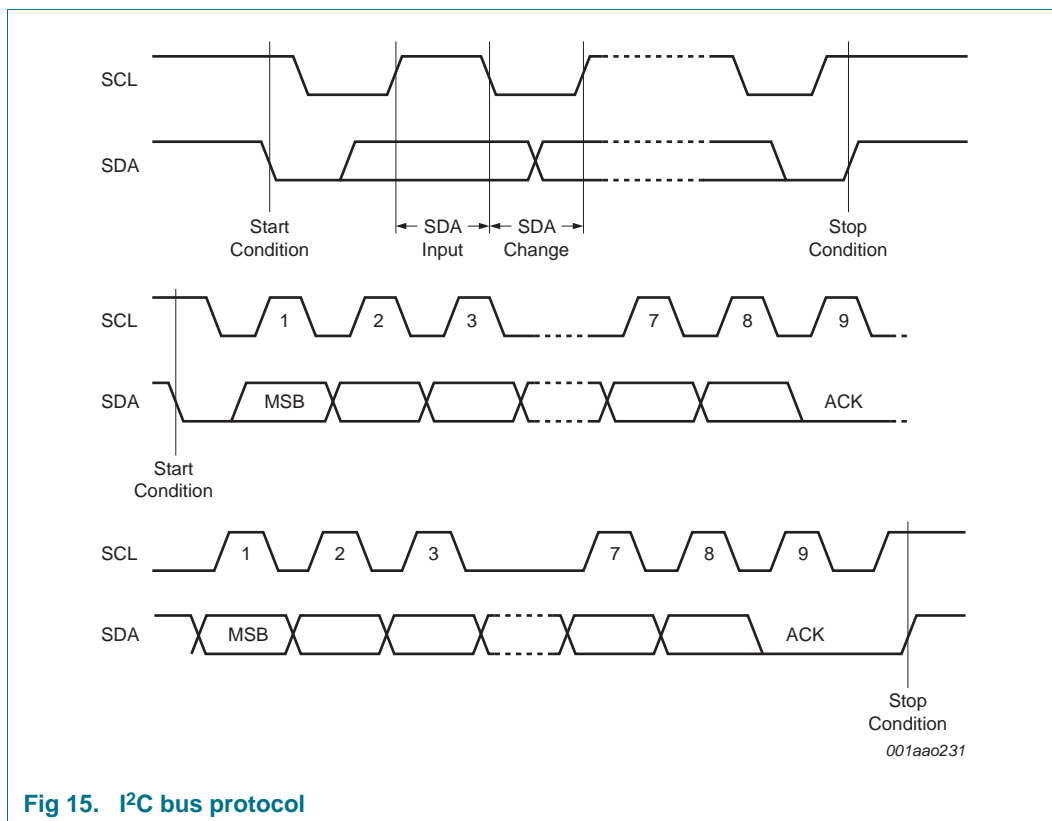 SCL
SDA
Start
Condition
SDA
Input
SDA
Change
Stop
Condition
SCL
1 2 3 7 8 9
SDA
MSB ACK
Start
Condition
SCL
1 2 3 7 8 9
SDA
MSB ACK
Stop
Condition
001aao231
Fig 15. I²C bus protocol